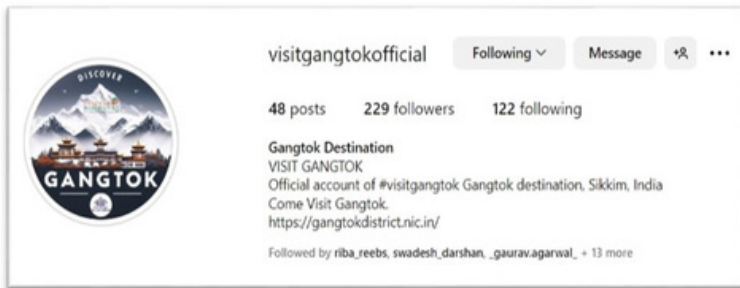 DISCOVER
GANGTOK
visitgangtokofficial Following Message
48 posts 229 followers 122 following
Gangtok Destination
VISIT GANGTOK
Official account of #visitgangtok Gangtok destination, Sikkim, India
Come Visit Gangtok.
https://gangtokdistrict.nic.in/
Followed by riba_reebs, swadesh_darshan, _gaurav.agarwal_ + 13 more